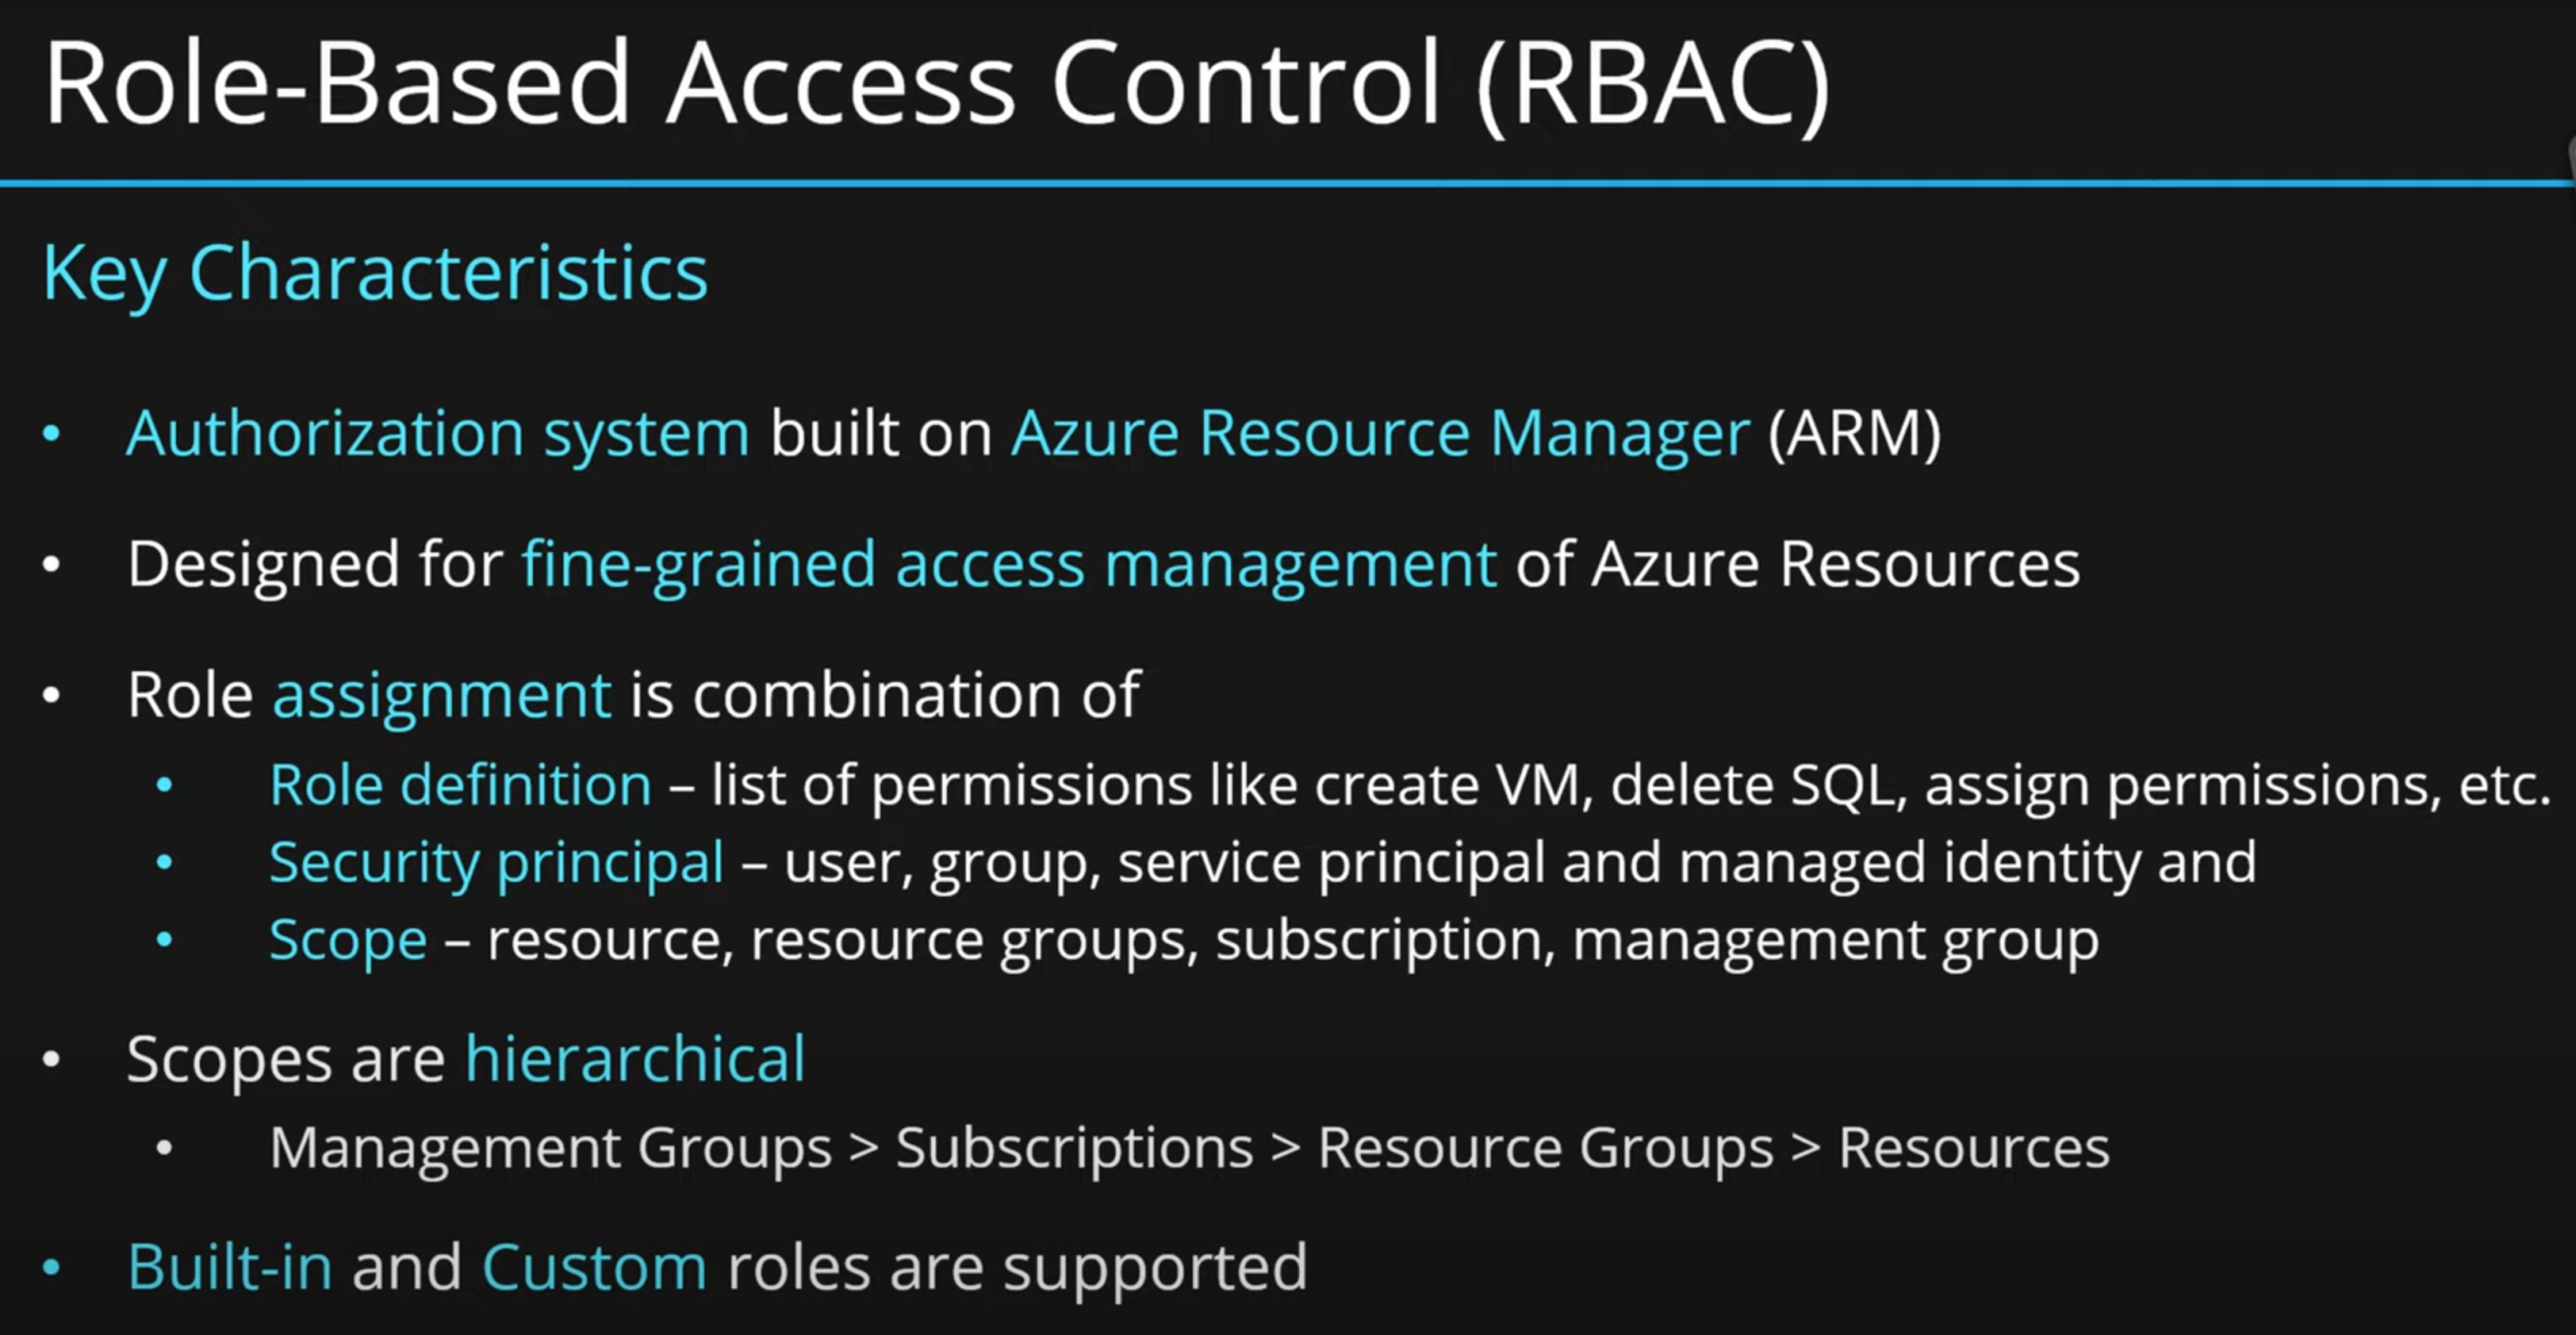 Role-Based Access Control (RBAC)
Key Characteristics
• Authorization system built on Azure Resource Manager (ARM)
• Designed for fine-grained access management of Azure Resources
• Role assignment is combination of
• Role definition – list of permissions like create VM, delete SQL, assign permissions, etc.
• Security principal – user, group, service principal and managed identity and
• Scope – resource, resource groups, subscription, management group
• Scopes are hierarchical
• Management Groups > Subscriptions > Resource Groups > Resources
• Built-in and Custom roles are supported